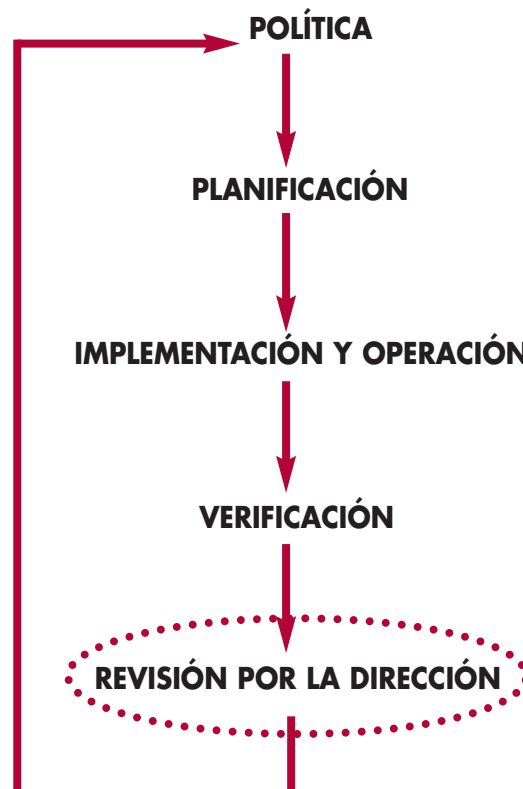 POLÍTICA
PLANIFICACIÓN
IMPLEMENTACIÓN Y OPERACIÓN
VERIFICACIÓN
REVISIÓN POR LA DIRECCIÓN